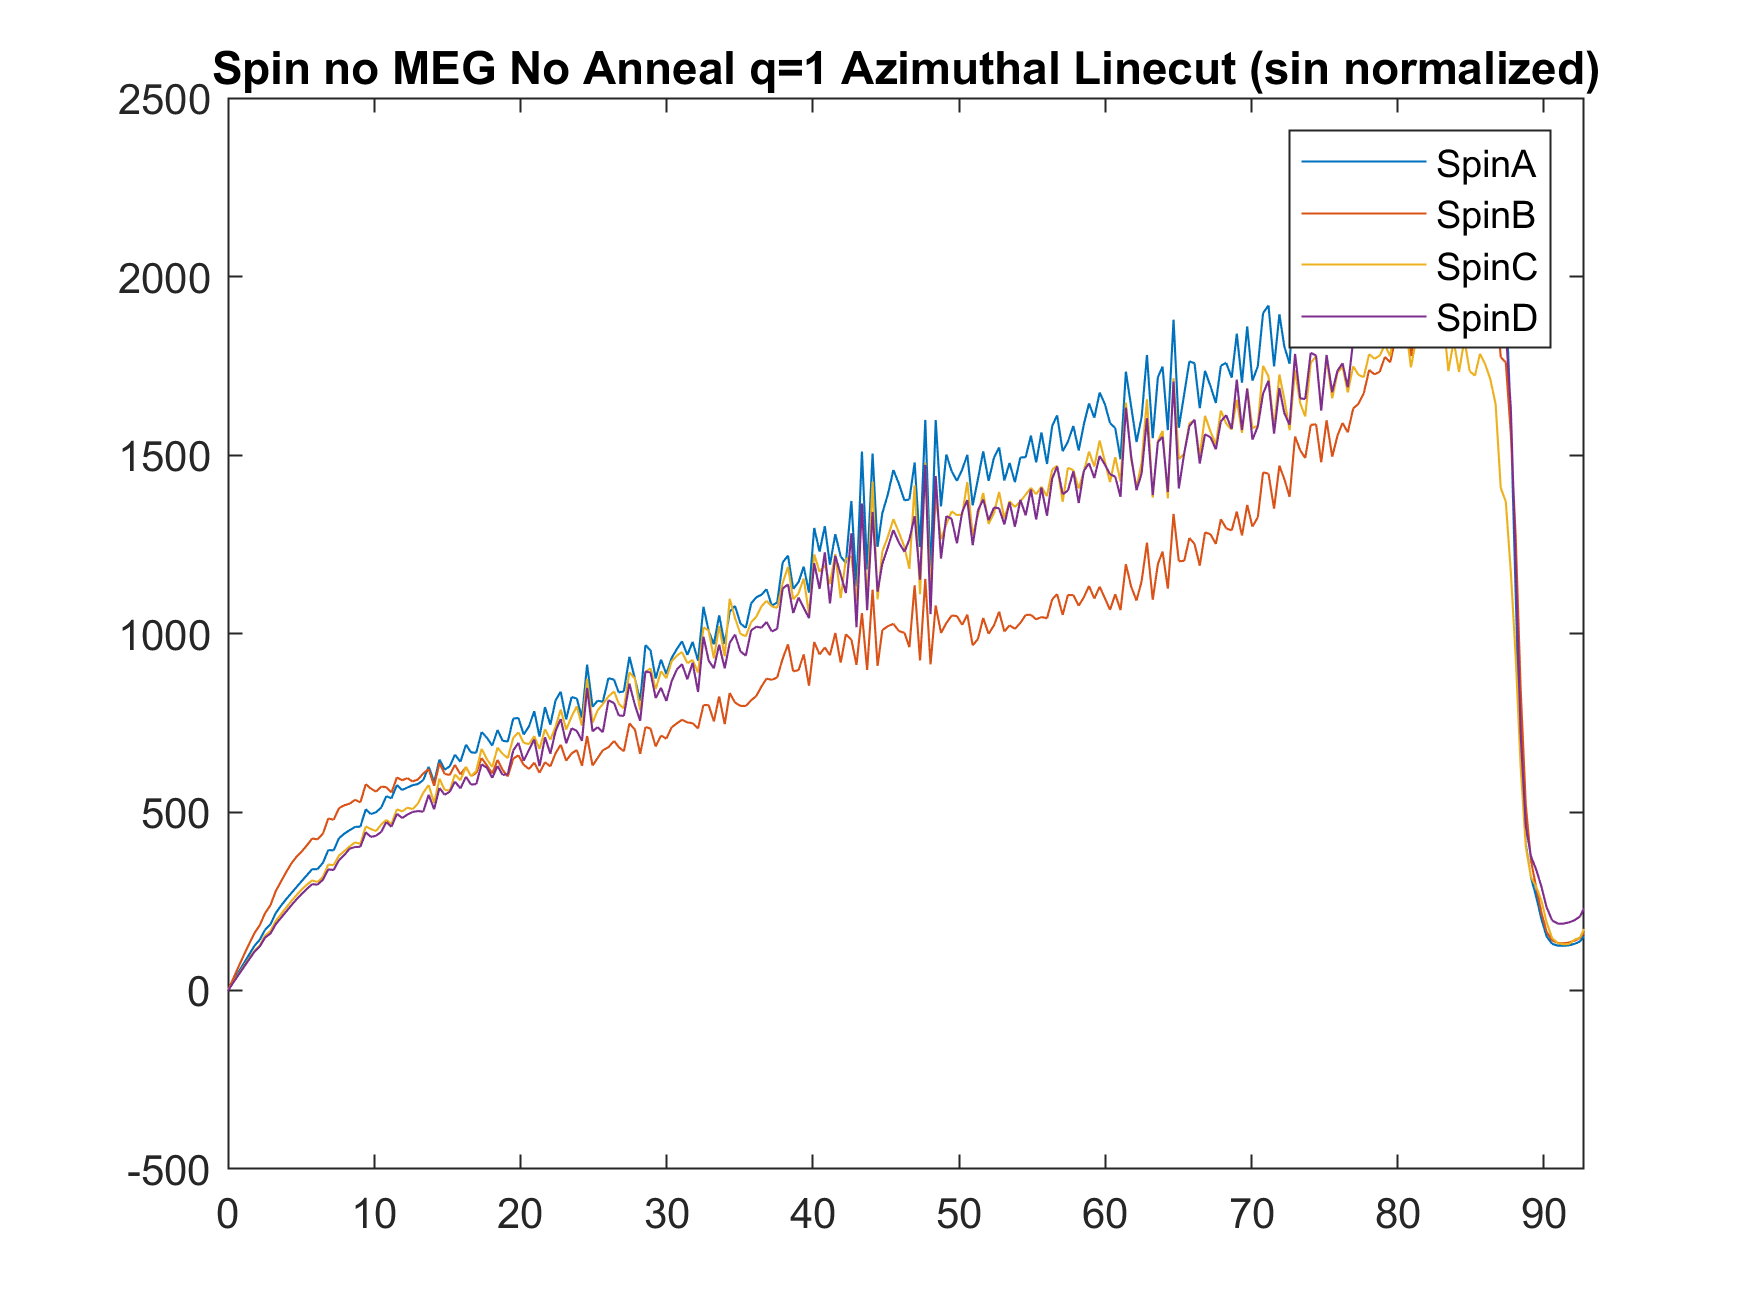 Spin no MEG No Anneal q=1 Azimuthal Linecut (sin normalized)
2500
2000
1500
1000
500
0
-500
SpinA
SpinB
SpinC
SpinD
0 10 20 30 40 50 60 70 80 90